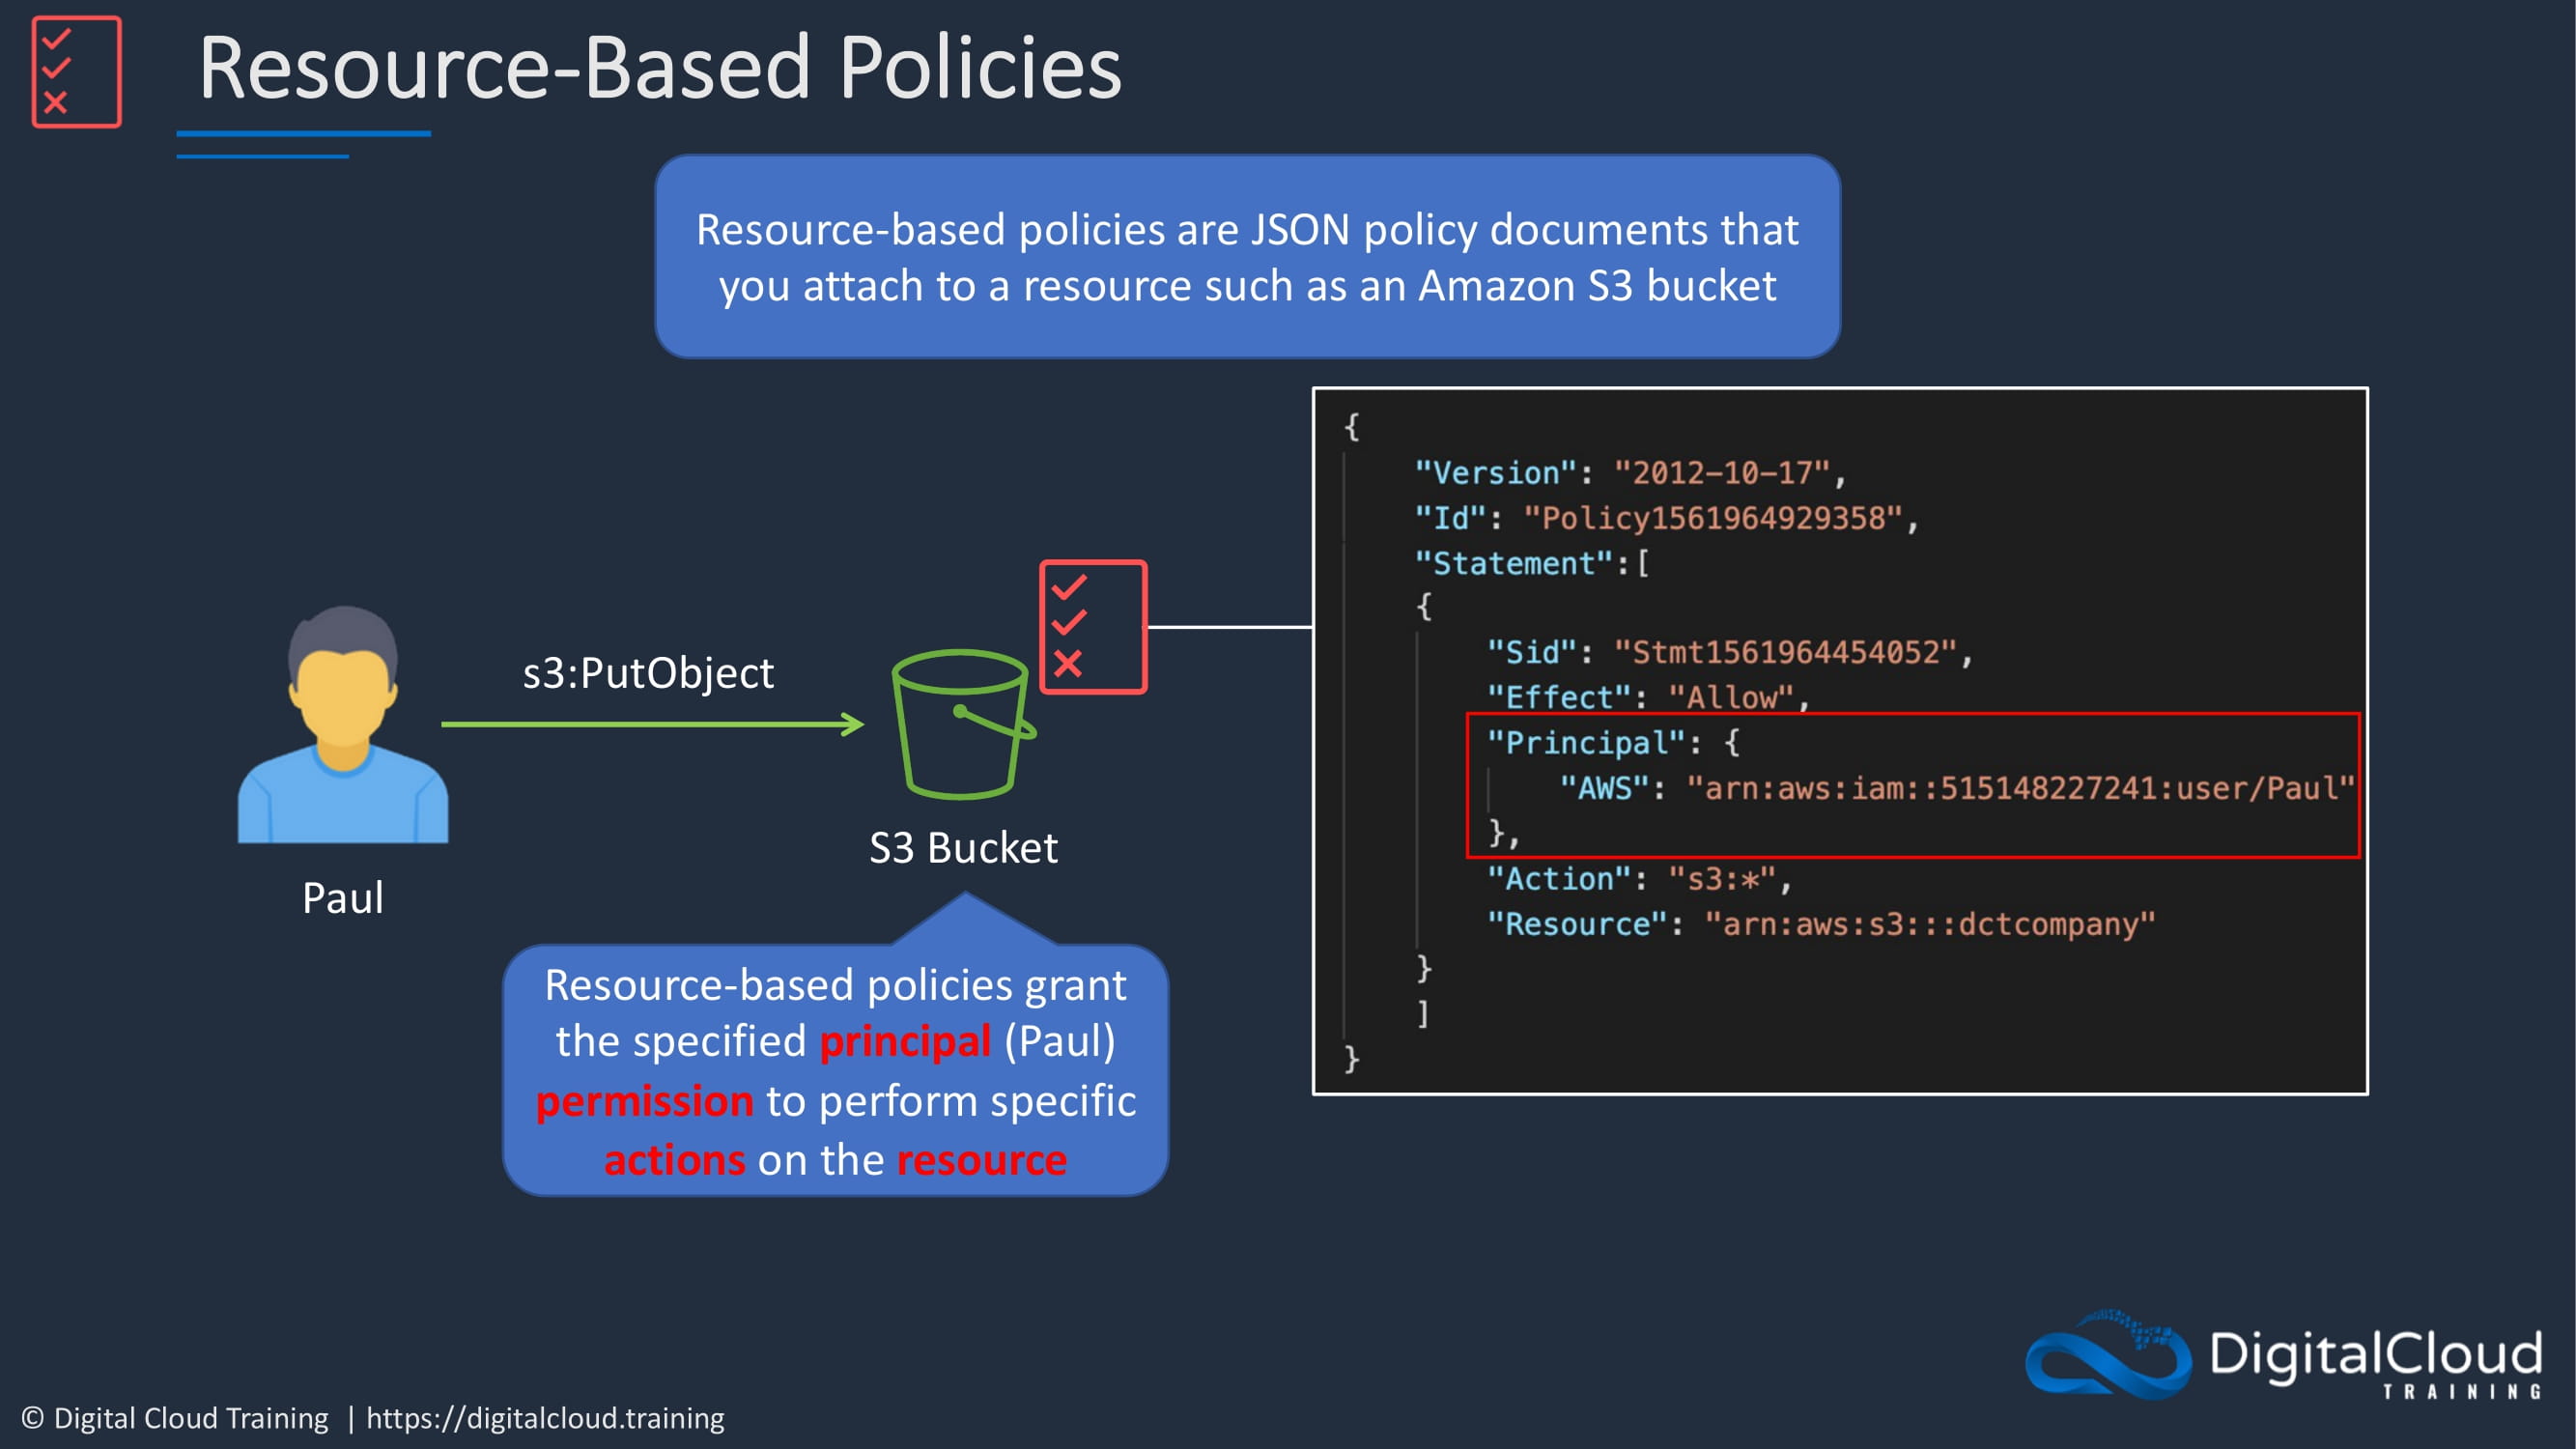 Resource-Based Policies
Resource-based policies are JSON policy documents that
you attach to a resource such as an Amazon S3 bucket
s3:PutObject
Paul
S3 Bucket
Resource-based policies grant
the specified principal (Paul)
permission to perform specific
actions on the resource
{
"Version": "2012-10-17",
"Id": "Policy1561964929358",
"Statement":[
{
"Sid": "Stmt1561964454052",
"Effect": "Allow",
"Principal": {
"AWS": "arn:aws:iam::515148227241:user/Paul"
},
"Action": "s3:*",
"Resource": "arn:aws:s3:::dctcompany"
}
]
}
DigitalCloud
TRAINING
© Digital Cloud Training | https://digitalcloud.training